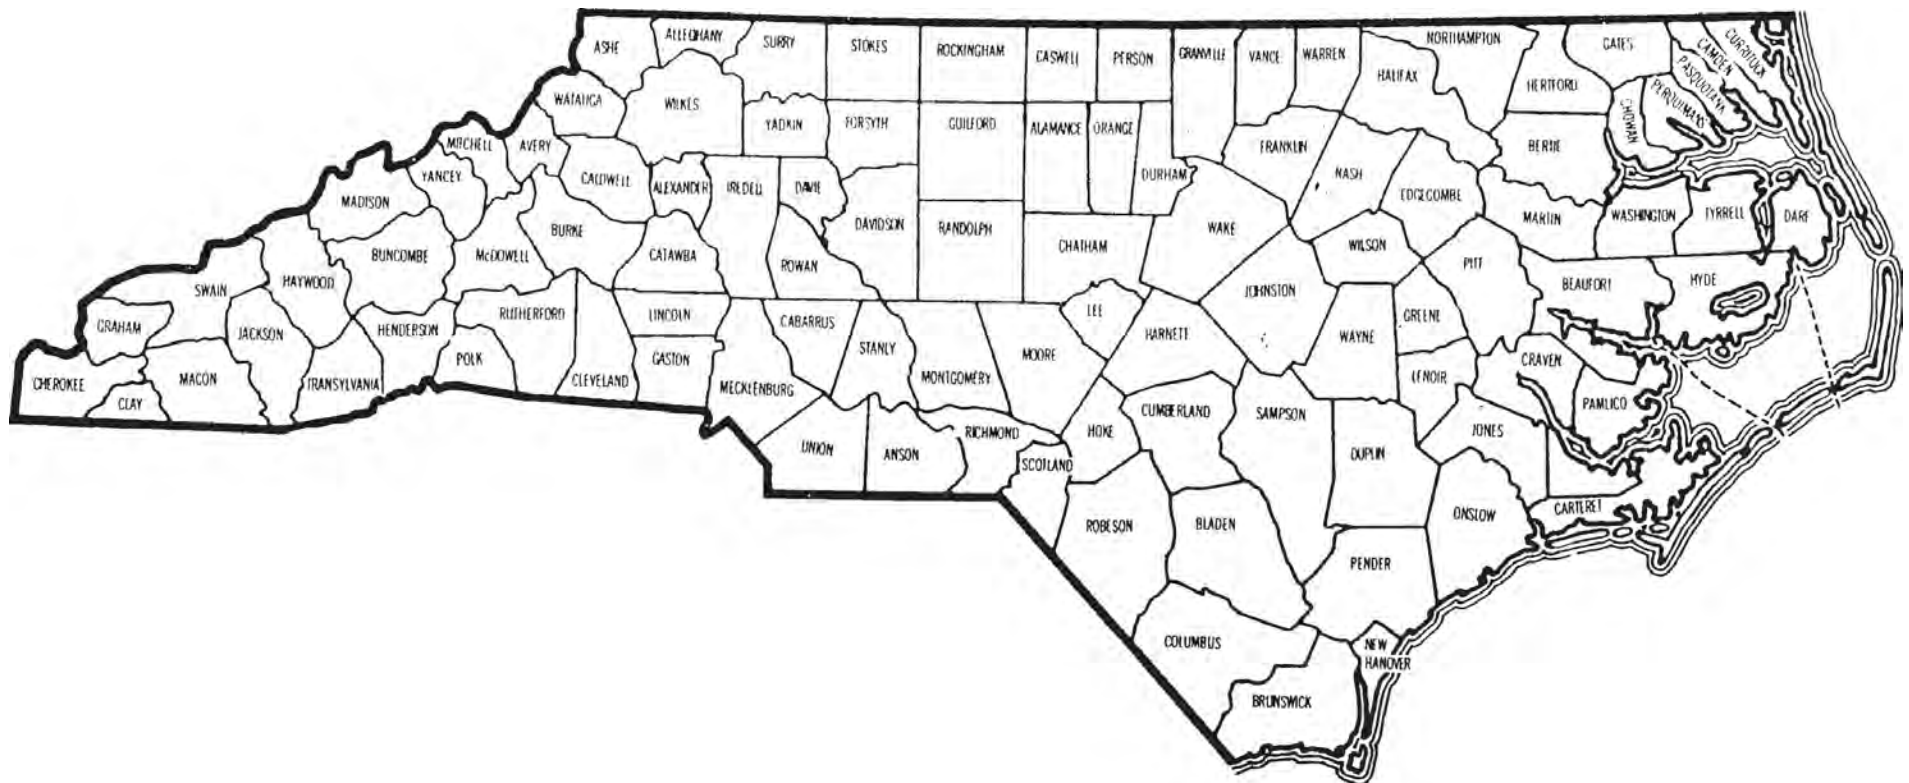 ASHE
ALLEGHANY
SURRY
STOKES
ROCKINGHAM
CASWELL
PERSON
GRANVILLE
VANCE
WARREN
NORTHAMPTON
HALIFAX
GATES
HERTFORD
CURRITUCK
CAMDEN
PASQUOTANK
PERQUIMANS
CHOWAN
WATAUGA
WILKES
YADKIN
FORSYTH
GUILFORD
ALAMANCE
ORANGE
DURHAM
FRANKLIN
NASH
EDGECOMBE
BERTIE
MITCHELL
AVERY
YANCEY
CALDWELL
ALEXANDER
IREDELL
DAVIE
MADISON
BURKE
DAVIDSON
RANDOLPH
CHATHAM
WAKE
WILSON
MARTIN
WASHINGTON
TYRRELL
DARE
BUNCOMBE
McDOWELL
CATAWBA
ROWAN
PITT
BEAUFORT
HYDE
SWAIN
HAYWOOD
JOHNSTON
GRAHAM
JACKSON
HENDERSON
RUTHERFORD
LINCOLN
CABARRUS
LEE
HARNETT
WAYNE
GREENE
CHEROKEE
CLAY
MACON
TRANSYLVANIA
POLK
CLEVELAND
GASTON
MECKLENBURG
STANLY
MONTGOMERY
MOORE
LENOIR
CRAVEN
PAMLICO
UNION
ANSON
RICHMOND
SCOTLAND
HOKE
CUMBERLAND
SAMPSON
DUPLIN
JONES
ROBESON
BLADEN
ONSLOW
CARTERET
PENDER
COLUMBUS
NEW
HANOVER
BRUNSWICK